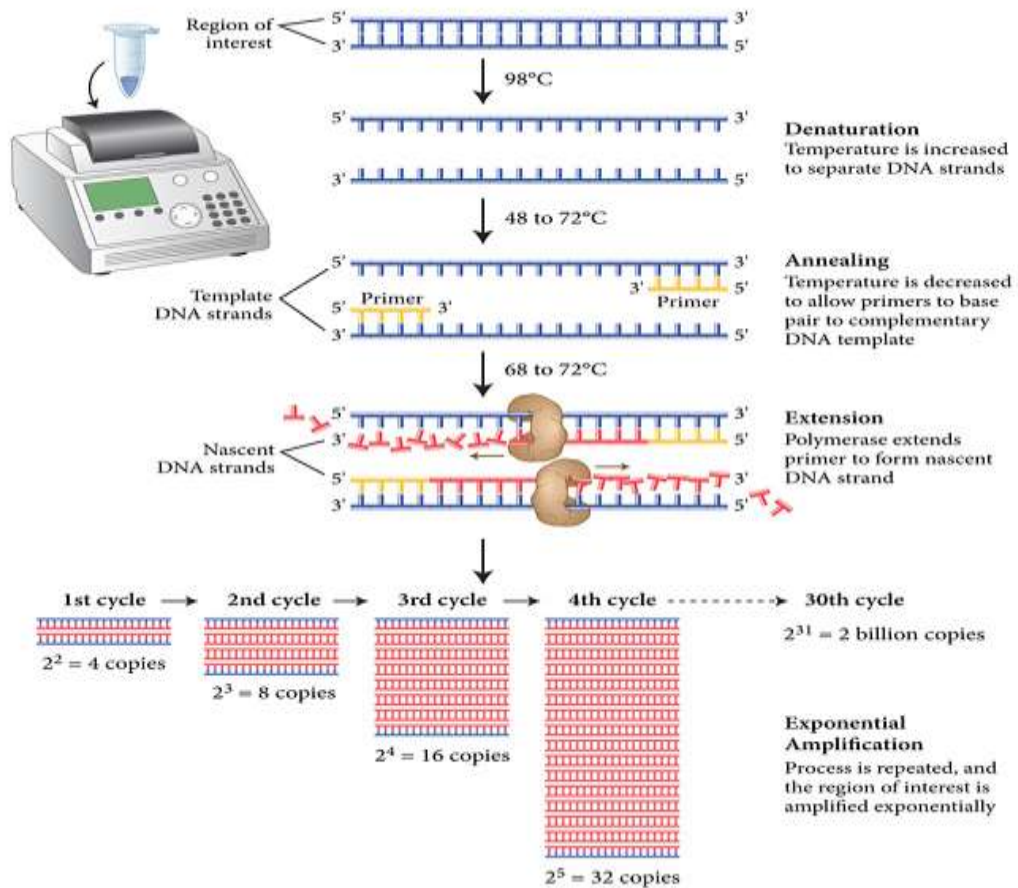 Region of
interest
5' 3'
3' 5'
98°C
5' 3'
3' 5'
Denaturation
Temperature is increased
to separate DNA strands
48 to 72°C
5' 3'
3' 5'
Primer
Template
DNA strands
Primer
5' 3'
3' 5'
Annealing
Temperature is decreased
to allow primers to base
pair to complementary
DNA template
68 to 72°C
5' 3'
3' 5'
Nascent
DNA strands
3'
3' 5'
Extension
Polymerase extends
primer to form nascent
DNA strand
1st cycle 2nd cycle 3rd cycle 4th cycle 30th cycle
2² = 4 copies
2³ = 8 copies
2⁴ = 16 copies
2⁵ = 32 copies
2³¹ = 2 billion copies
Exponential
Amplification
Process is repeated, and
the region of interest is
amplified exponentially